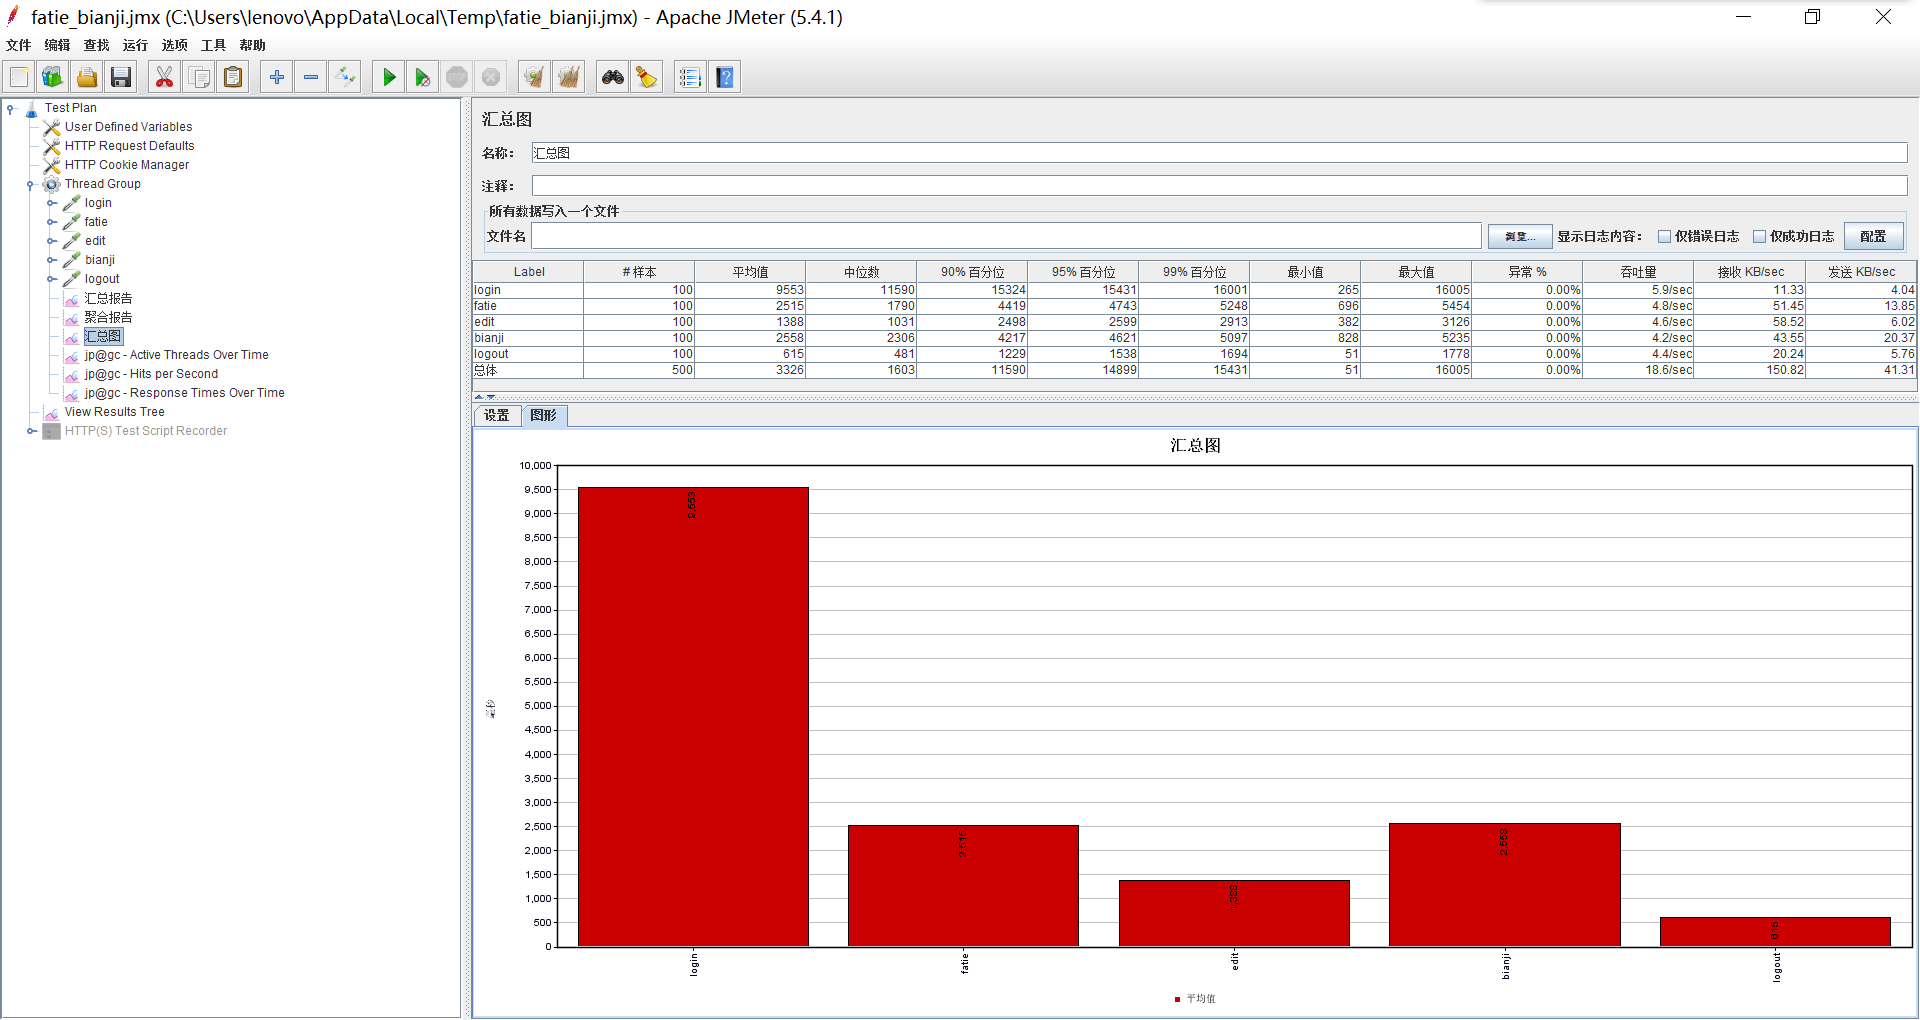 fatie_bianji.jmx (C:\Users\lenovo\AppData\Local\Temp\fatie_bianji.jmx) - Apache JMeter (5.4.1)
文件 编辑 查找 运行 选项 工具 帮助
STOP
Test Plan
User Defined Variables
HTTP Request Defaults
HTTP Cookie Manager
Thread Group
login
fatie
edit
bianji
logout
汇总报告
聚合报告
汇总图
jp@gc - Active Threads Over Time
jp@gc - Hits per Second
jp@gc - Response Times Over Time
View Results Tree
HTTP(S) Test Script Recorder
汇总图
名称： 汇总图
注释：
所有数据写入一个文件
文件名 浏览... 显示日志内容： 仅错误日志 仅成功日志 配置
Label # 样本 平均值 中位数 90% 百分位 95% 百分位 99% 百分位 最小值 最大值 异常 % 吞吐量 接收 KB/sec 发送 KB/sec
login 100 9553 11590 15324 15431 16001 265 16005 0.00% 5.9/sec 11.33 4.04
fatie 100 2515 1790 4419 4743 5248 696 5454 0.00% 4.8/sec 51.45 13.85
edit 100 1388 1031 2498 2599 2913 382 3126 0.00% 4.6/sec 58.52 6.02
bianji 100 2558 2306 4217 4621 5097 828 5235 0.00% 4.2/sec 43.55 20.37
logout 100 615 481 1229 1538 1694 51 1778 0.00% 4.4/sec 20.24 5.76
总体 500 3326 1603 11590 14899 15431 51 16005 0.00% 18.6/sec 150.82 41.31
设置 图形
汇总图
10,000
9,500
9,000
8,500
8,000
7,500
7,000
6,500
6,000
5,500
5,000
4,500
4,000
3,500
3,000
2,500
2,000
1,500
1,000
500
0
9,553
2,515
1,388
2,558
615
login
fatie
edit
bianji
logout
平均值